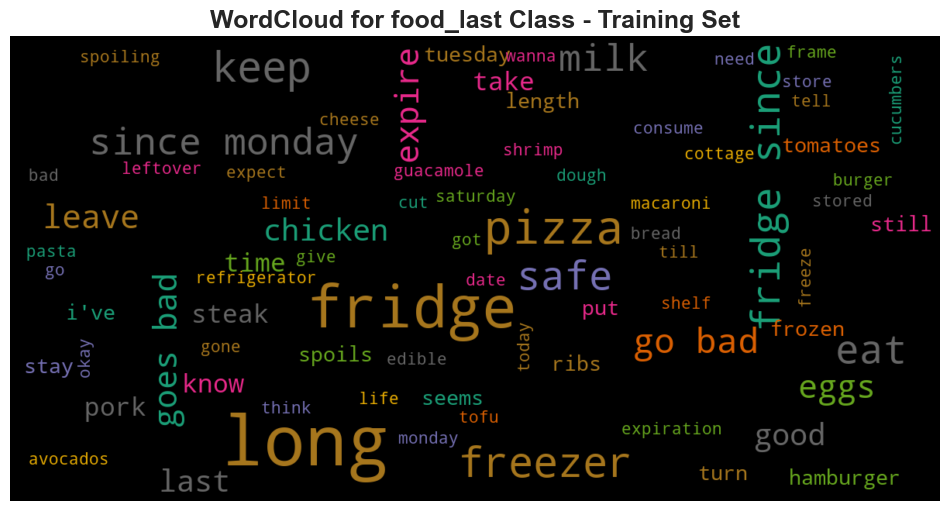 WordCloud for food_last Class - Training Set
spoiling
keep
expire
tuesday
wanna
milk
need
frame
take
length
store
tell
cucumbers
since monday
cheese
consume
fridge since
tomatoes
shrimp
cottage
bad
leftover
expect
guacamole
dough
burger
leave
limit
cut
saturday
macaroni
stored
still
chicken
pizza
got
bread
pasta
time
give
till
go
refrigerator
date
safe
freeze
goes bad
fridge
put
shelf
i've
steak
today
go bad
frozen
okay
gone
spoils
edible
ribs
eat
stay
know
eggs
pork
think
life
seems
tofu
long
monday
expiration
good
avocados
last
freezer
turn
hamburger